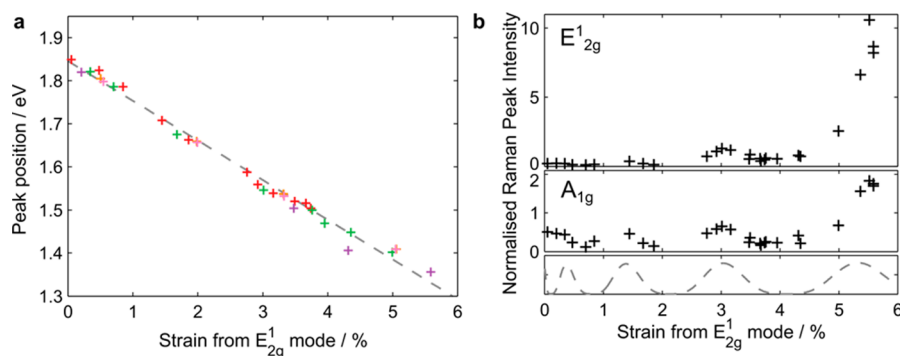 a
Peak position / eV
1.9
1.8
1.7
1.6
1.5
1.4
1.3
0 1 2 3 4 5 6
Strain from E¹₂g mode / %
b
Normalised Raman Peak Intensity
10
5
0
E¹₂g
2
1
0
A₁g
0 1 2 3 4 5 6
Strain from E¹₂g mode / %